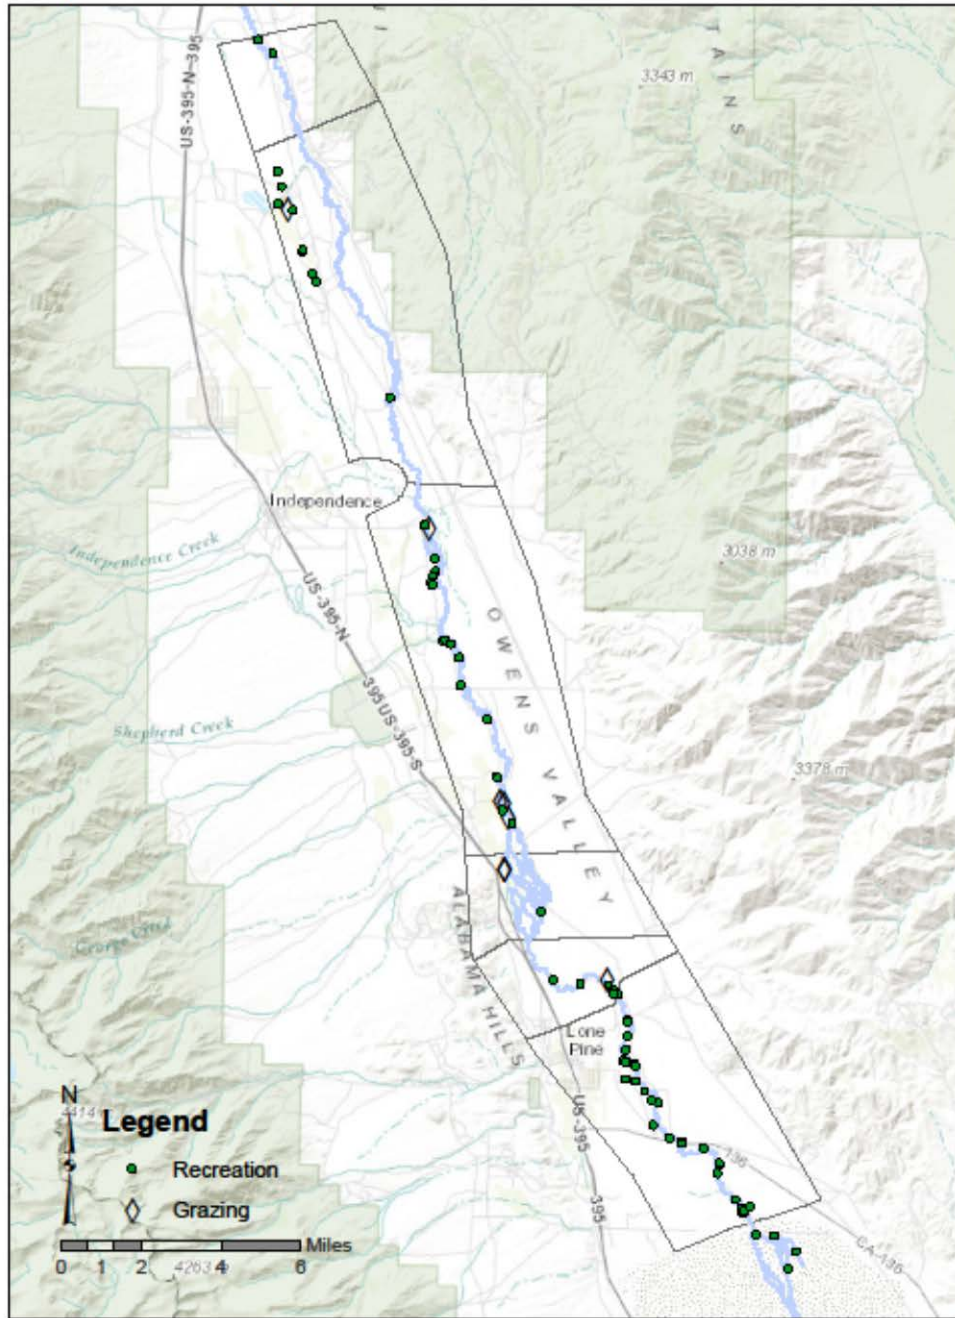 US-395-N-395
TAINS
3343 m
Independence
Independence Creek
3038 m
US-395-N
395US-395-S
OWENS VALLEY
Shepherd Creek
3378 m
George Creek
ALABAMA HILLS
Lone
Pine
US-395
395
136
CA-136
N
4414
Legend
Recreation
Grazing
Miles
0 1 2 4 6
4263